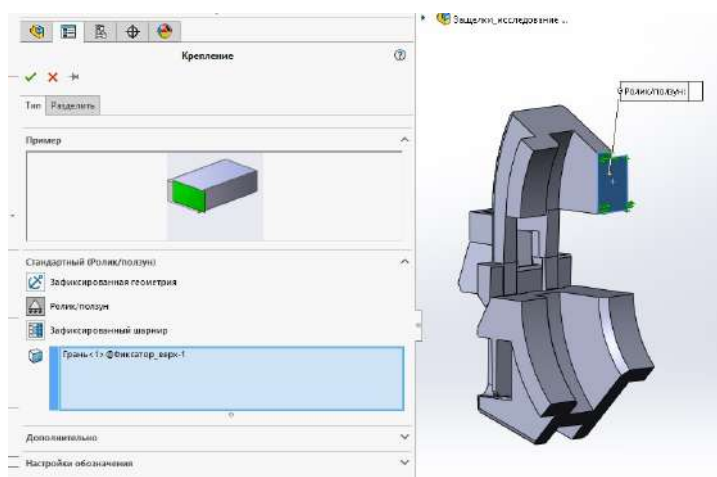 Защелки_исследование ...
Крепление
Тип Разделить
Пример
Ролик/ползун:
Стандартный (Ролик/ползун)
Зафиксированная геометрия
Ролик/ползун
Зафиксированный шарнир
Грань<1>@Фиксатор_верх-1
Дополнительно
Настройки обозначения